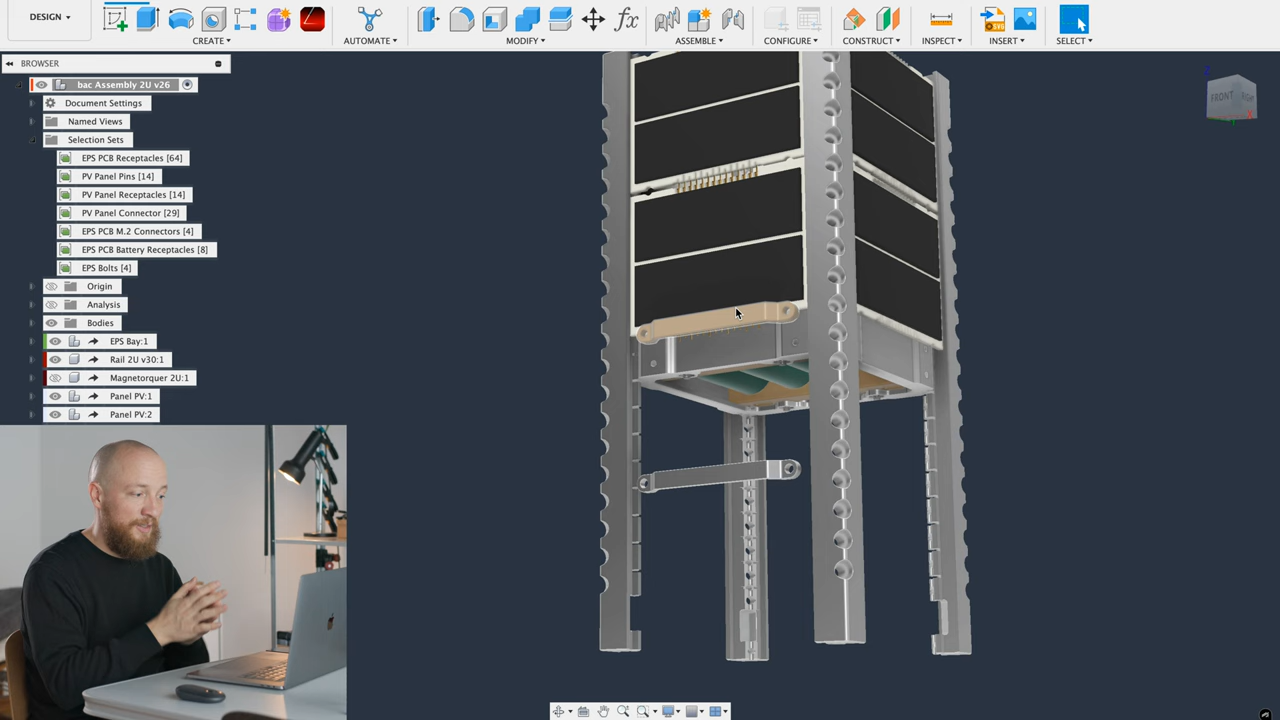 DESIGN
CREATE
AUTOMATE
MODIFY
fx
ASSEMBLE
CONFIGURE
CONSTRUCT
INSPECT
SVG
INSERT
SELECT
BROWSER
bac Assembly 2U v26
Document Settings
Named Views
Selection Sets
EPS PCB Receptacles [64]
PV Panel Pins [14]
PV Panel Receptacles [14]
PV Panel Connector [29]
EPS PCB M.2 Connectors [4]
EPS PCB Battery Receptacles [8]
EPS Bolts [4]
Origin
Analysis
Bodies
EPS Bay:1
Rail 2U v30:1
Magnetorquer 2U:1
Panel PV:1
Panel PV:2
FRONT